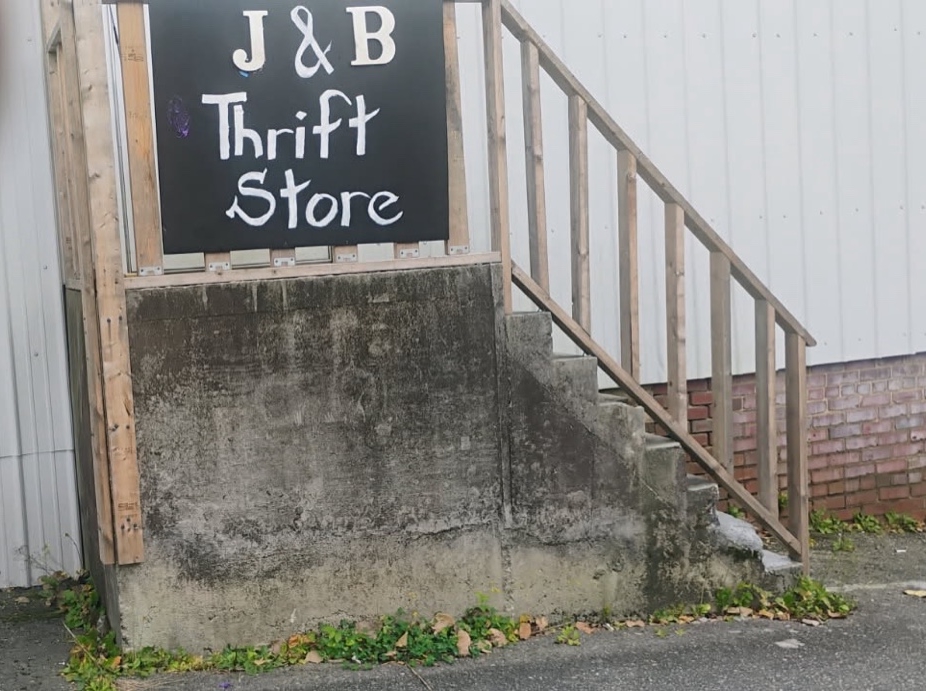 J & B
Thrift
Store